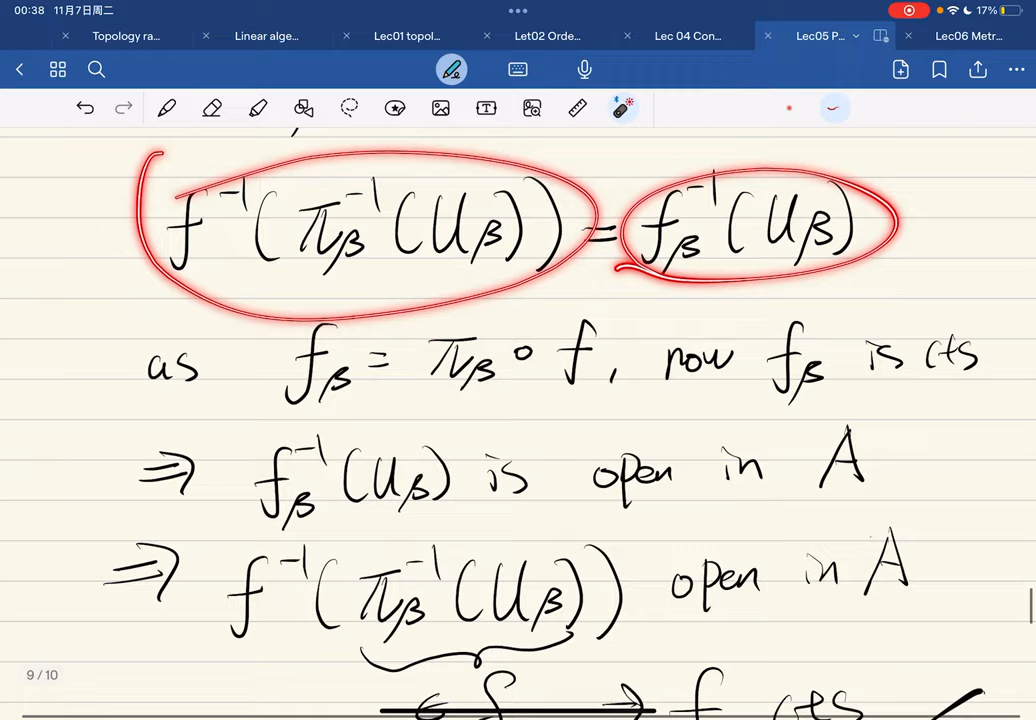 00:38 11月7日周二
17%
Topology ra... Linear alge... Lec01 topol... Let02 Orde... Lec 04 Con... Lec05 P... Lec06 Metr...
f⁻¹(π_β⁻¹(U_β)) = f_β⁻¹(U_β)
as f_β = π_β ∘ f, now f_β is cts
⇒ f_β⁻¹(U_β) is open in A
⇒ f⁻¹(π_β⁻¹(U_β)) open in A
9 / 10
f cts